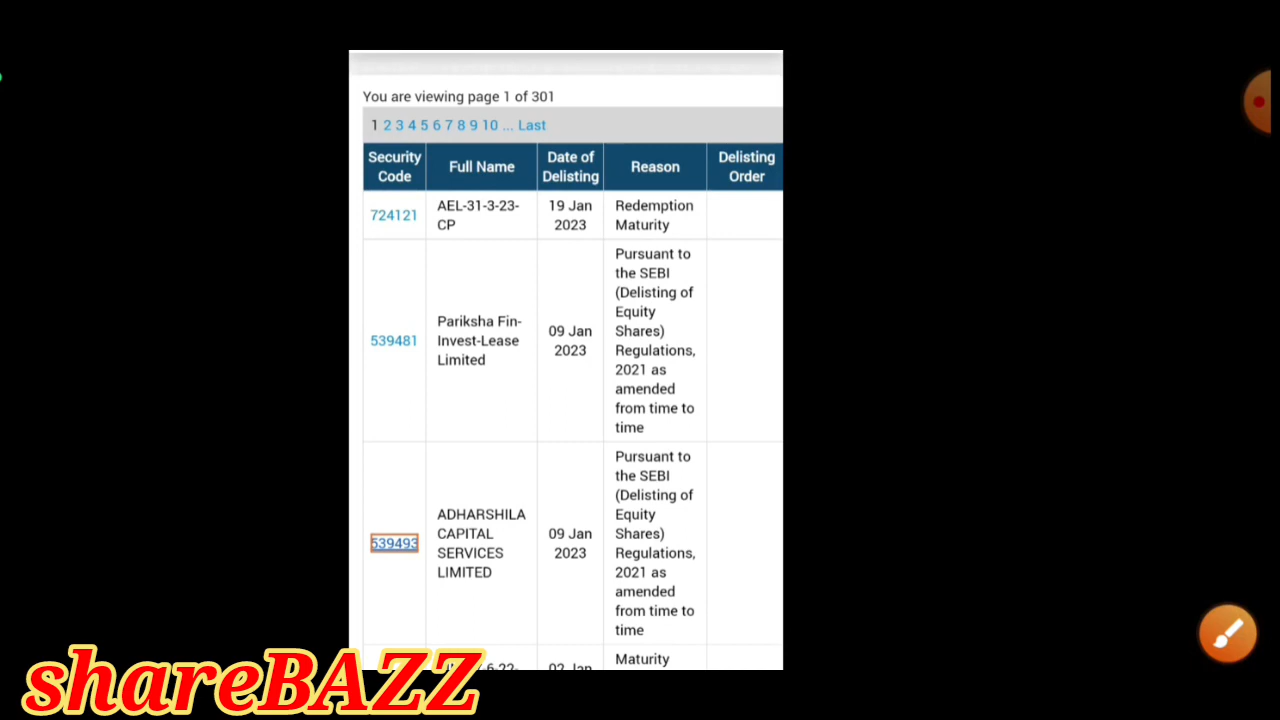 You are viewing page 1 of 301
1 2 3 4 5 6 7 8 9 10 ... Last
Security Code
Full Name
Date of Delisting
Reason
Delisting Order
724121
AEL-31-3-23-
CP
19 Jan
2023
Redemption
Maturity
539481
Pariksha Fin-
Invest-Lease
Limited
09 Jan
2023
Pursuant to
the SEBI
(Delisting of
Equity
Shares)
Regulations,
2021 as
amended
from time to
time
539493
ADHARSHILA
CAPITAL
SERVICES
LIMITED
09 Jan
2023
Pursuant to
the SEBI
(Delisting of
Equity
Shares)
Regulations,
2021 as
amended
from time to
time
02 Jan
Maturity
shareBAZZ